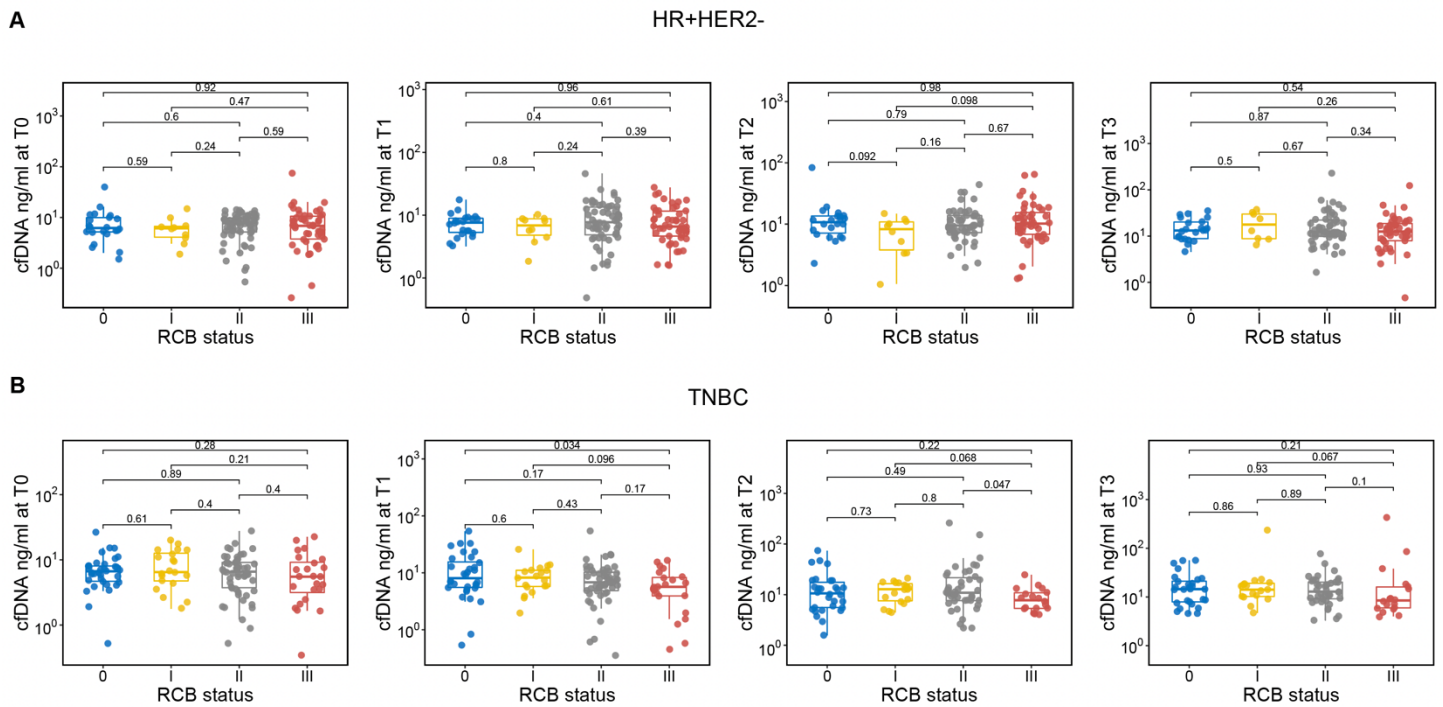 A
HR+HER2-
cfDNA ng/ml at T0
10³
10²
10¹
10⁰
0.92
0.47
0.6
0.59
0.24
0.59
0 I II III
RCB status
cfDNA ng/ml at T1
10³
10²
10¹
10⁰
0.96
0.61
0.4
0.39
0.24
0.8
0 I II III
RCB status
cfDNA ng/ml at T2
10³
10²
10¹
10⁰
0.98
0.098
0.79
0.67
0.16
0.092
0 I II III
RCB status
cfDNA ng/ml at T3
10³
10²
10¹
10⁰
0.54
0.26
0.87
0.34
0.67
0.5
0 I II III
RCB status
B
TNBC
cfDNA ng/ml at T0
10²
10¹
10⁰
0.28
0.21
0.89
0.4
0.4
0.61
0 I II III
RCB status
cfDNA ng/ml at T1
10³
10²
10¹
10⁰
0.034
0.096
0.17
0.17
0.43
0.6
0 I II III
RCB status
cfDNA ng/ml at T2
10³
10²
10¹
10⁰
0.22
0.068
0.49
0.047
0.8
0.73
0 I II III
RCB status
cfDNA ng/ml at T3
10³
10²
10¹
10⁰
0.21
0.067
0.93
0.1
0.89
0.86
0 I II III
RCB status